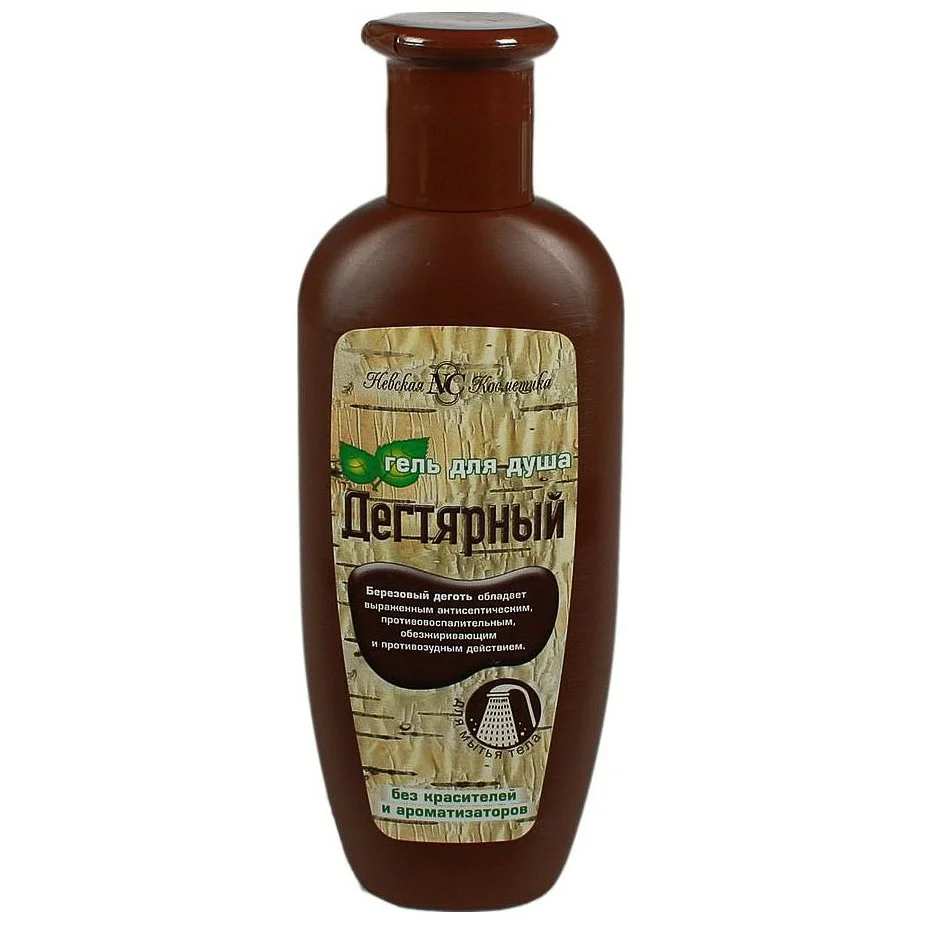 Невская NC Косметика
гель для душа
Дегтярный
Березовый деготь обладает
выраженным антисептическим,
противовоспалительным,
обезжиривающим
и противозудным действием.
для мытья тела
без красителей
и ароматизаторов